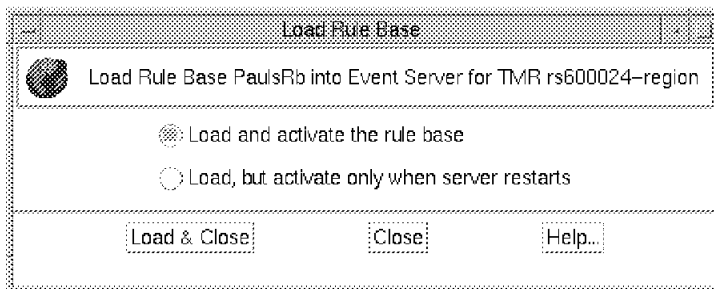 Load Rule Base
Load Rule Base PaulsRb into Event Server for TMR rs600024-region
Load and activate the rule base
Load, but activate only when server restarts
Load & Close Close Help...